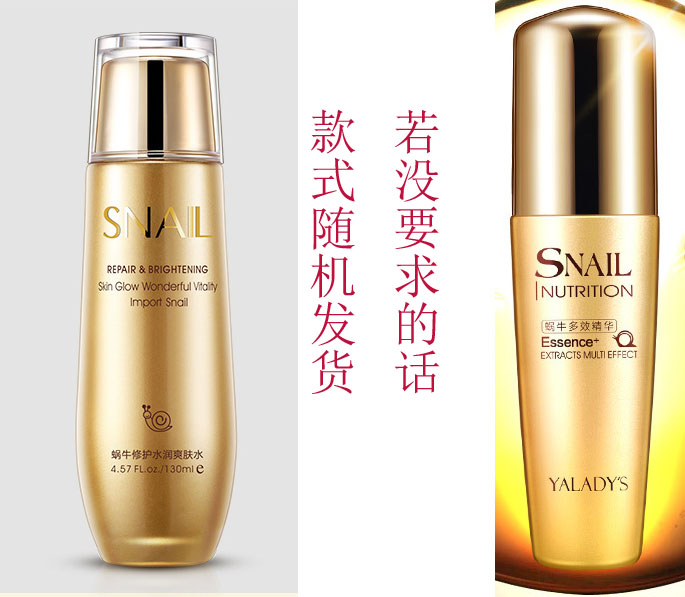 SNAIL
REPAIR & BRIGHTENING
Skin Glow Wonderful Vitality
Import Snail
蜗牛修护水润爽肤水
4.57 FL.oz./130ml e
若没要求的话
款式随机发货
SNAIL
NUTRITION
蜗牛多效精华
Essence+
EXTRACTS MULTI EFFECT
YALADY'S